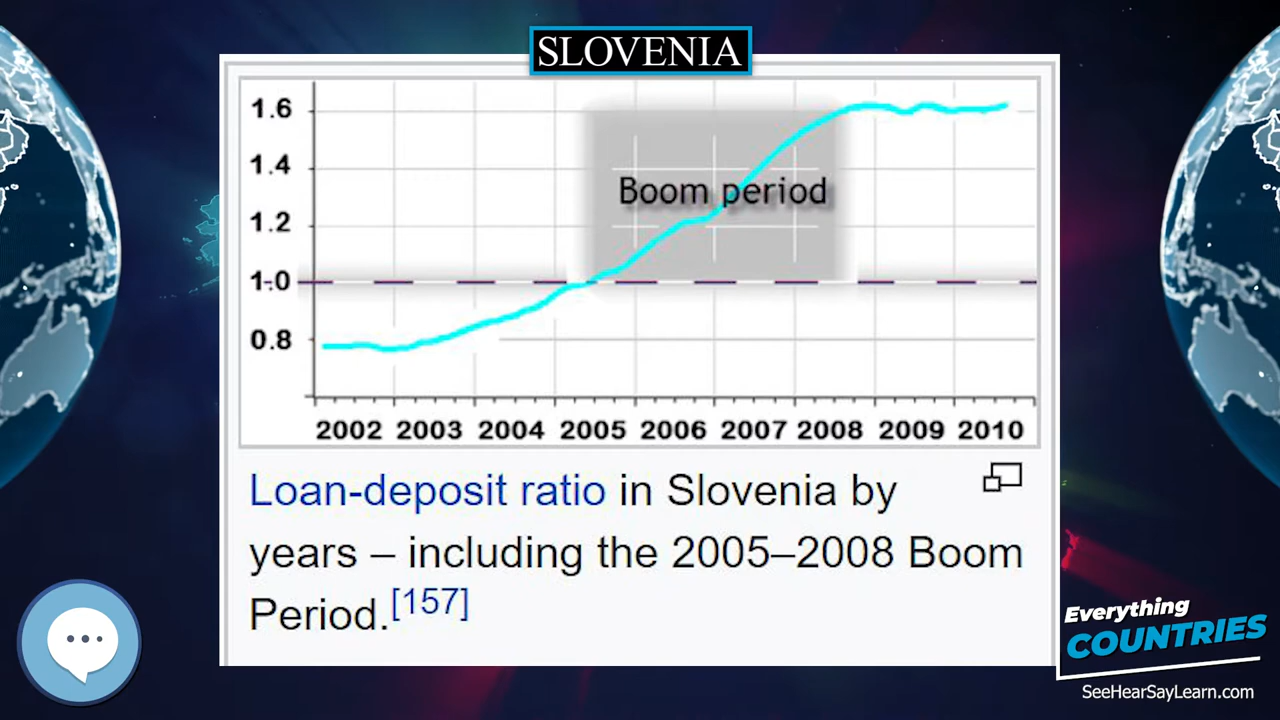 SLOVENIA
1.6
1.4
Boom period
1.2
1.0
0.8
2002 2003 2004 2005 2006 2007 2008 2009 2010
Loan-deposit ratio in Slovenia by
years – including the 2005–2008 Boom
Period.[157]
Everything
COUNTRIES
SeeHearSayLearn.com